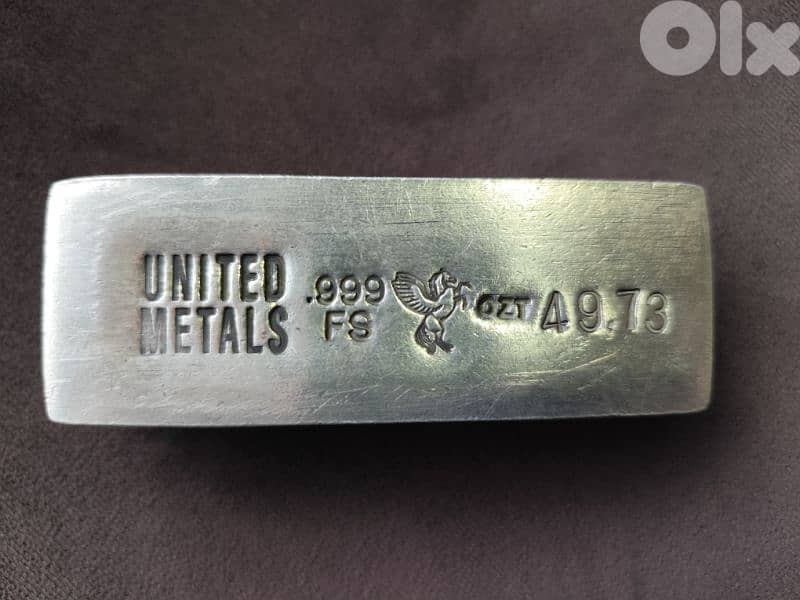 Olx
UNITED
METALS
.999
FS
OZT 49.73